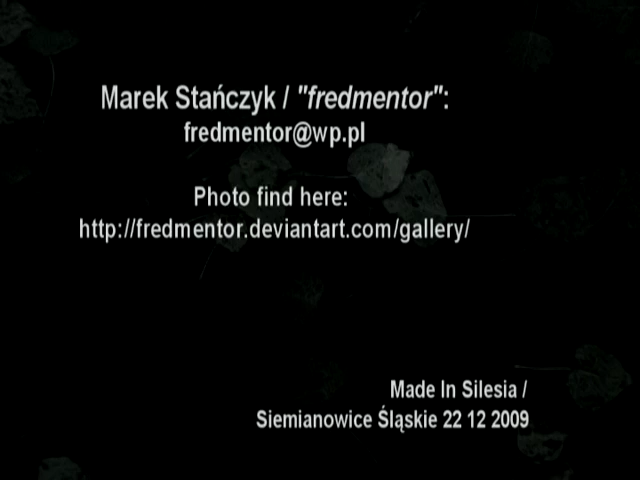 Marek Stańczyk / "fredmentor":
fredmentor@wp.pl
Photo find here:
http://fredmentor.deviantart.com/gallery/
Made In Silesia /
Siemianowice Śląskie 22 12 2009